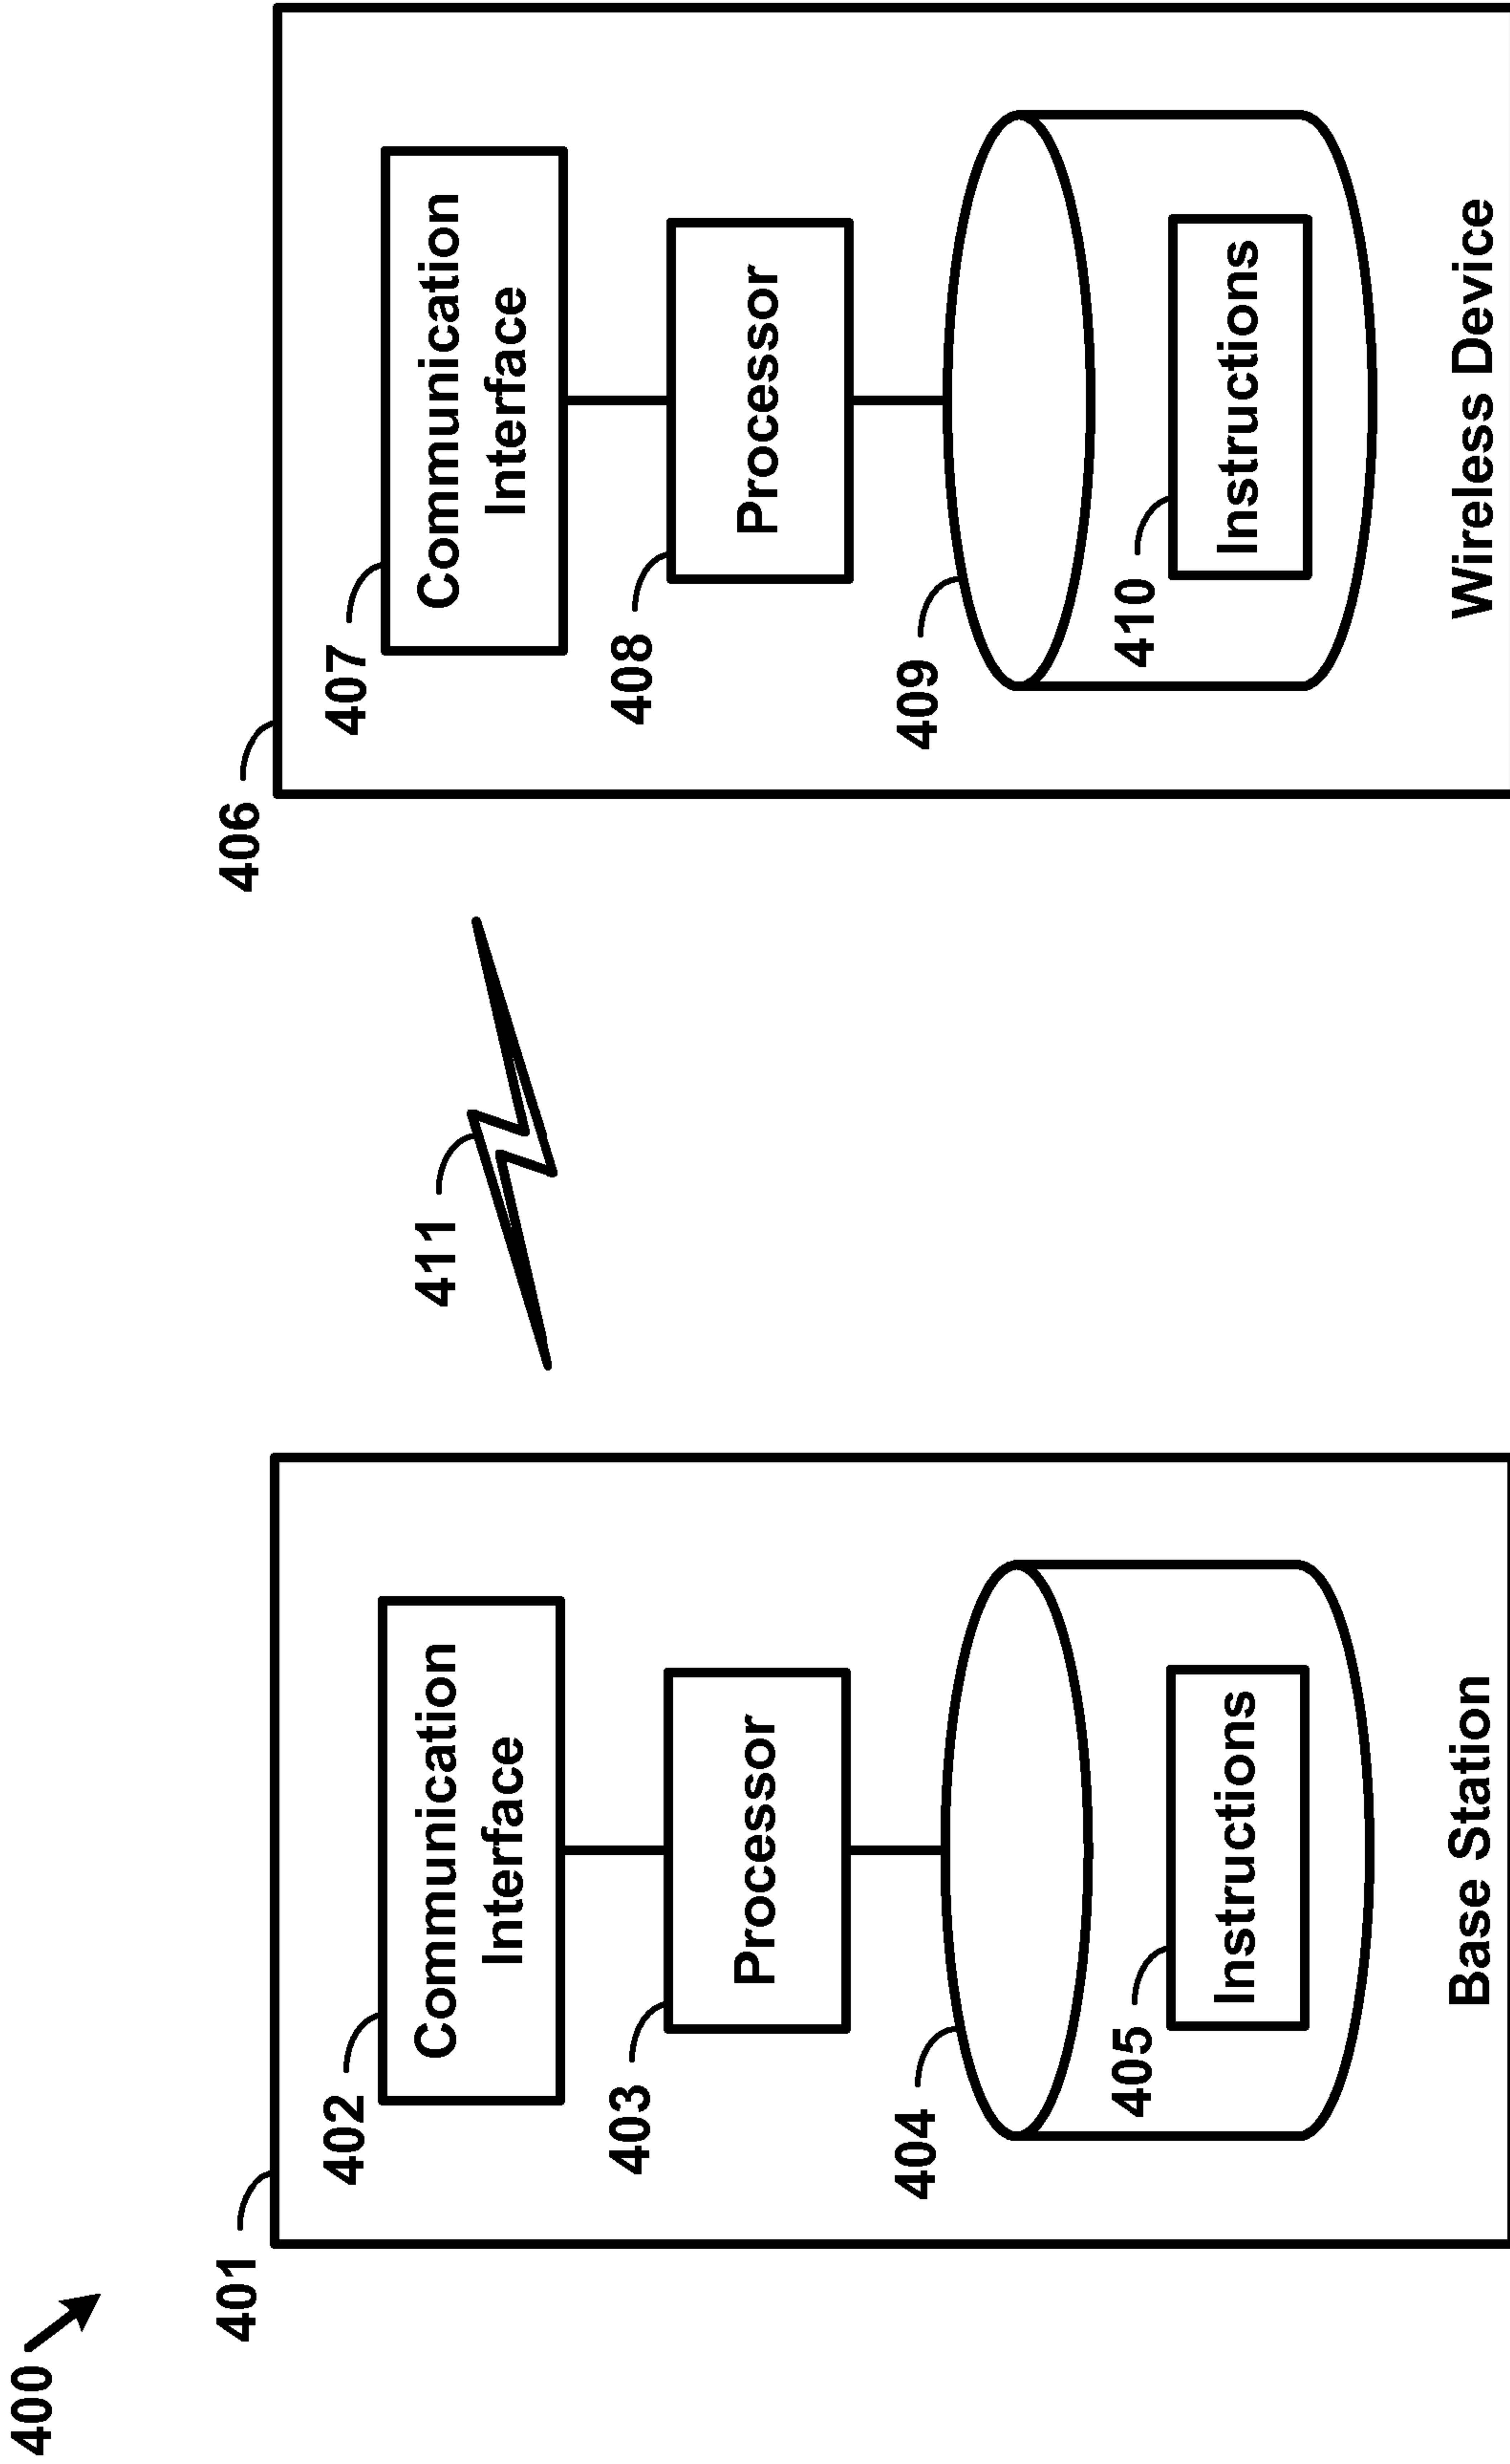 400
401
402
Communication
Interface
403
Processor
404
405
Instructions
Base Station
411
406
407
Communication
Interface
408
Processor
409
410
Instructions
Wireless Device